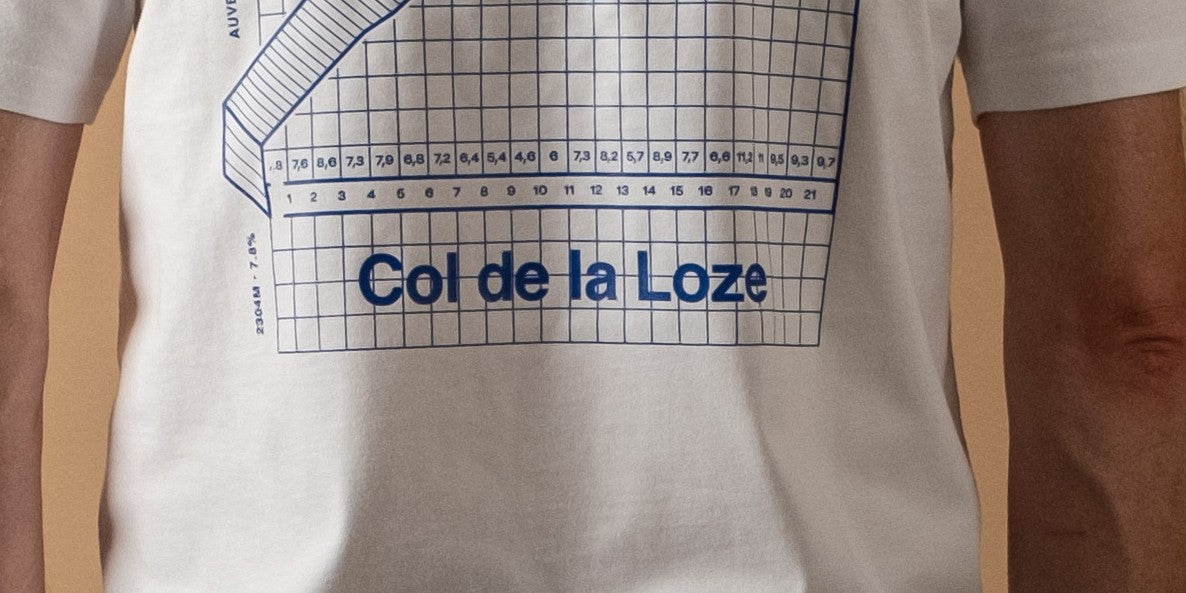 AUVE
.8 7,6 8,6 7,3 7,9 6,8 7,2 6,4 5,4 4,6 6 7,3 8,2 5,7 8,9 7,7 6,6 11,2 11 9,5 9,3 9,7
1 2 3 4 5 6 7 8 9 10 11 12 13 14 15 16 17 18 19 20 21
2304M · 7.8%
Col de la Loze